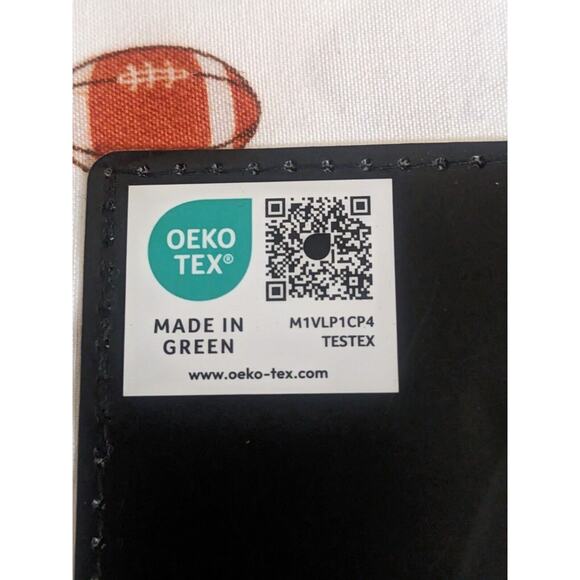 OEKO
TEX®
MADE IN
GREEN
M1VLP1CP4
TESTEX
www.oeko-tex.com